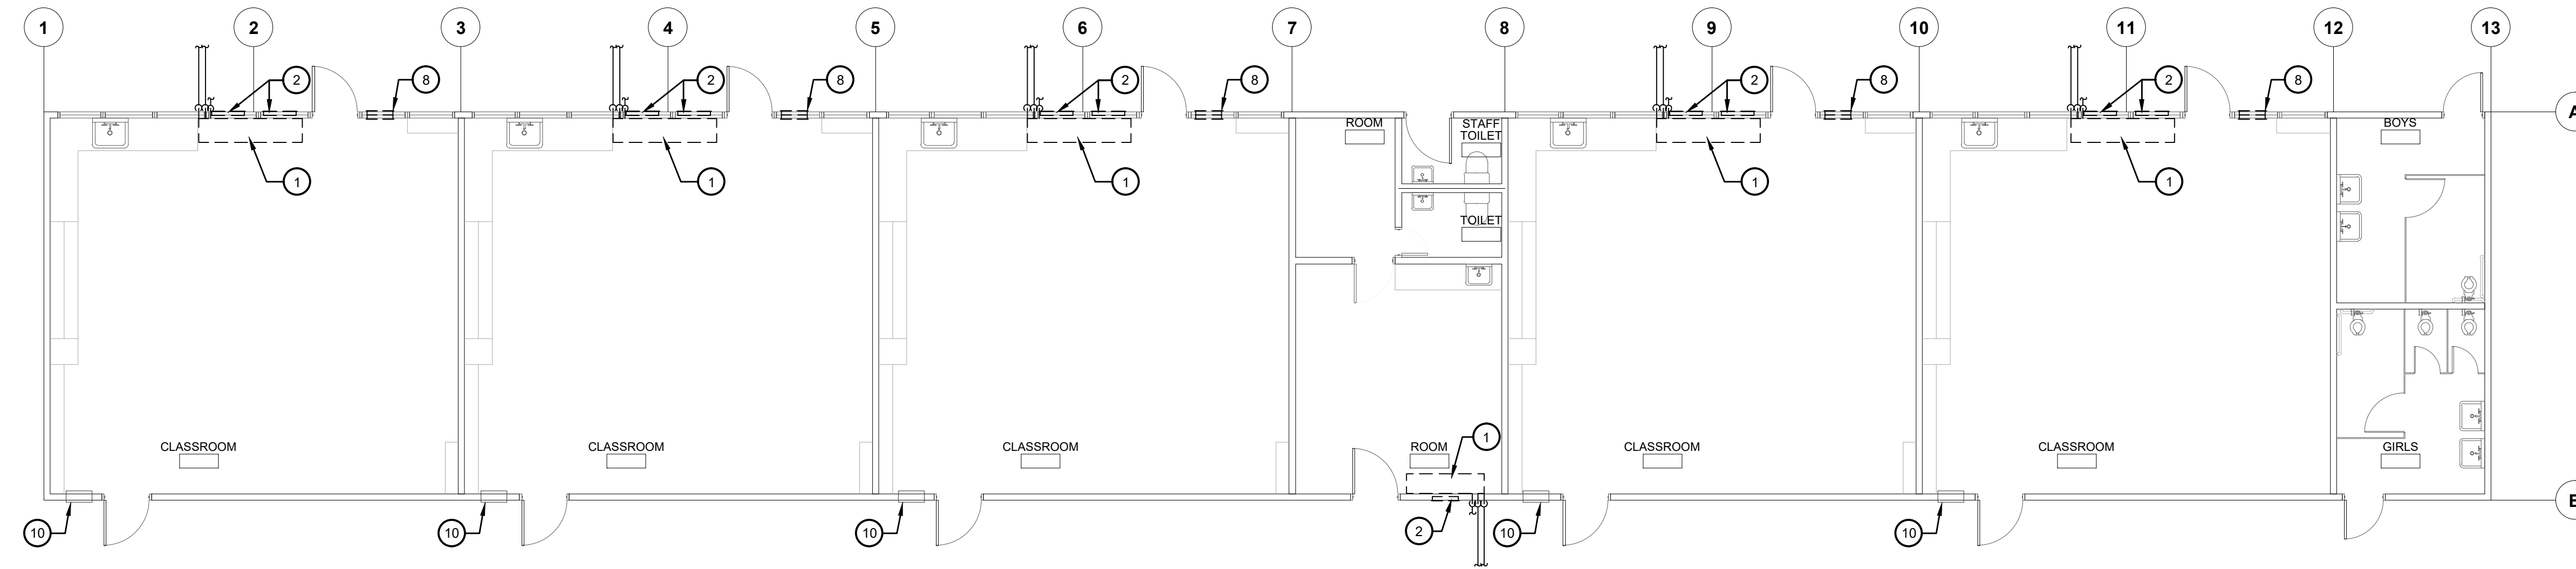 1 2 3 4 5 6 7 8 9 10 11 12 13
2 8 2 8 2 8 2 8 2 8
A
ROOM STAFF BOYS
TOILET
1 1 1 1 1
TOILET
CLASSROOM CLASSROOM CLASSROOM ROOM 1 CLASSROOM CLASSROOM GIRLS
10 10 10 2 10 10